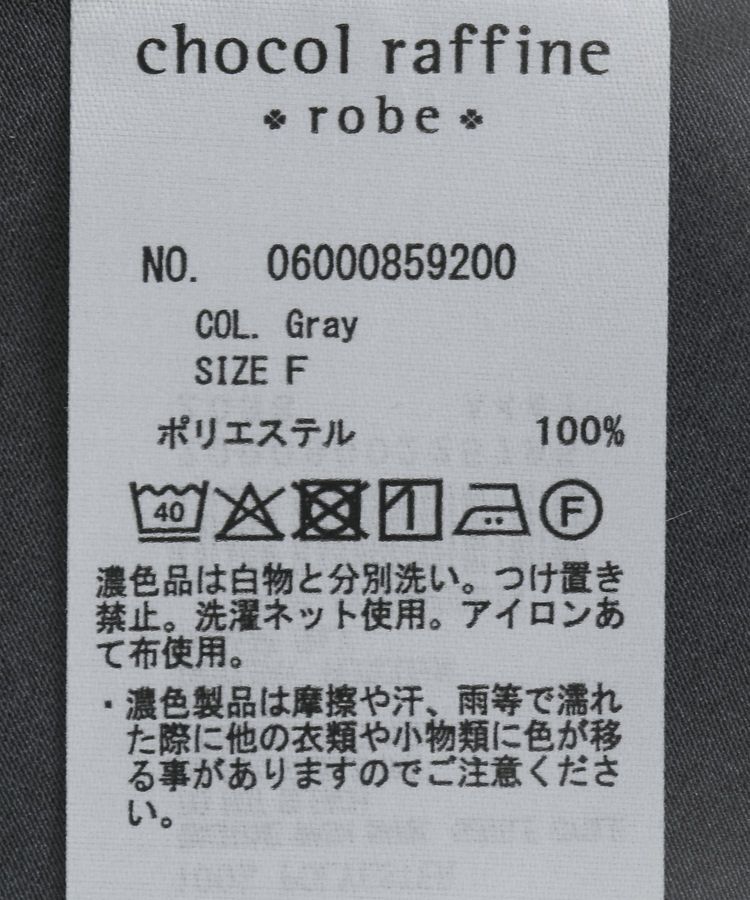 chocol raffine
robe
NO. 06000859200
COL. Gray
SIZE F
ポリエステル 100%
40 F
濃色品は白物と分別洗い。つけ置き
禁止。洗濯ネット使用。アイロンあ
て布使用。
・濃色製品は摩擦や汗、雨等で濡れ
た際に他の衣類や小物類に色が移
る事がありますのでご注意くださ
い。